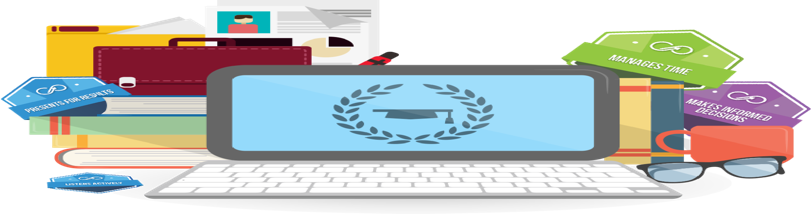 MANAGES TIME
PRESENTS FOR RESULTS
MAKES INFORMED
DECISIONS
LISTENS ACTIVELY